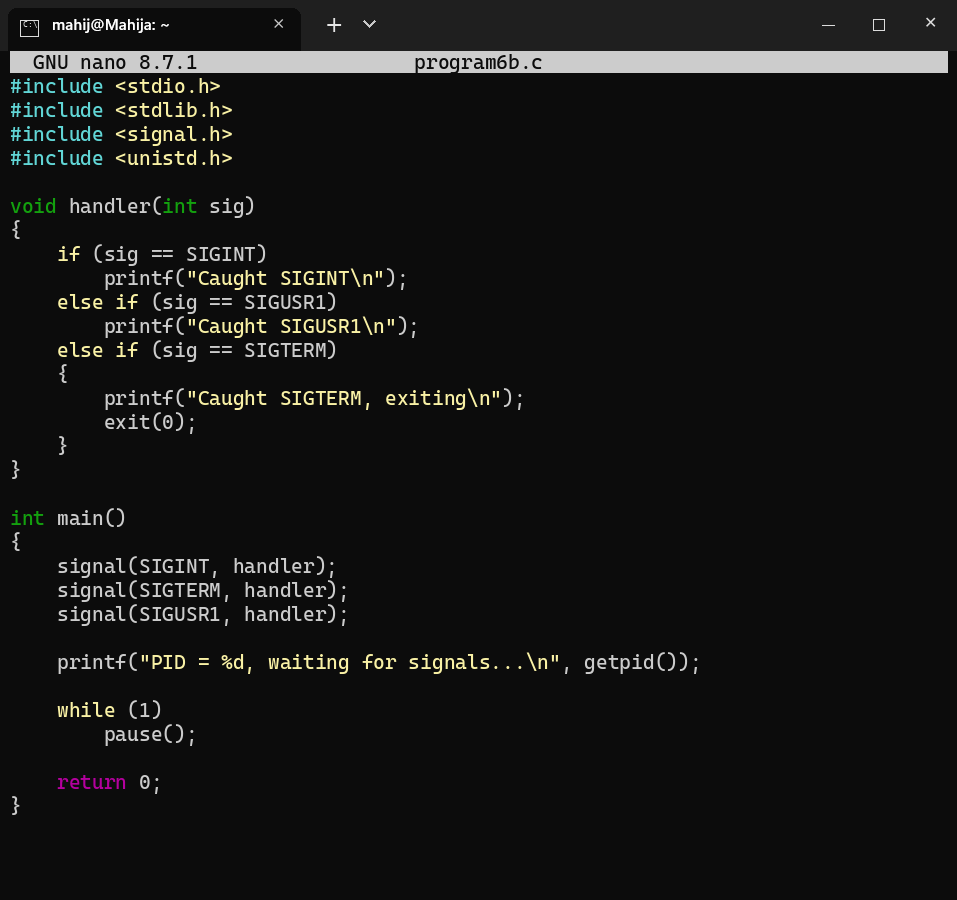 mahij@Mahija: ~
GNU nano 8.7.1 program6b.c
#include <stdio.h>
#include <stdlib.h>
#include <signal.h>
#include <unistd.h>

void handler(int sig)
{
    if (sig == SIGINT)
        printf("Caught SIGINT\n");
    else if (sig == SIGUSR1)
        printf("Caught SIGUSR1\n");
    else if (sig == SIGTERM)
    {
        printf("Caught SIGTERM, exiting\n");
        exit(0);
    }
}

int main()
{
    signal(SIGINT, handler);
    signal(SIGTERM, handler);
    signal(SIGUSR1, handler);

    printf("PID = %d, waiting for signals...\n", getpid());

    while (1)
        pause();

    return 0;
}